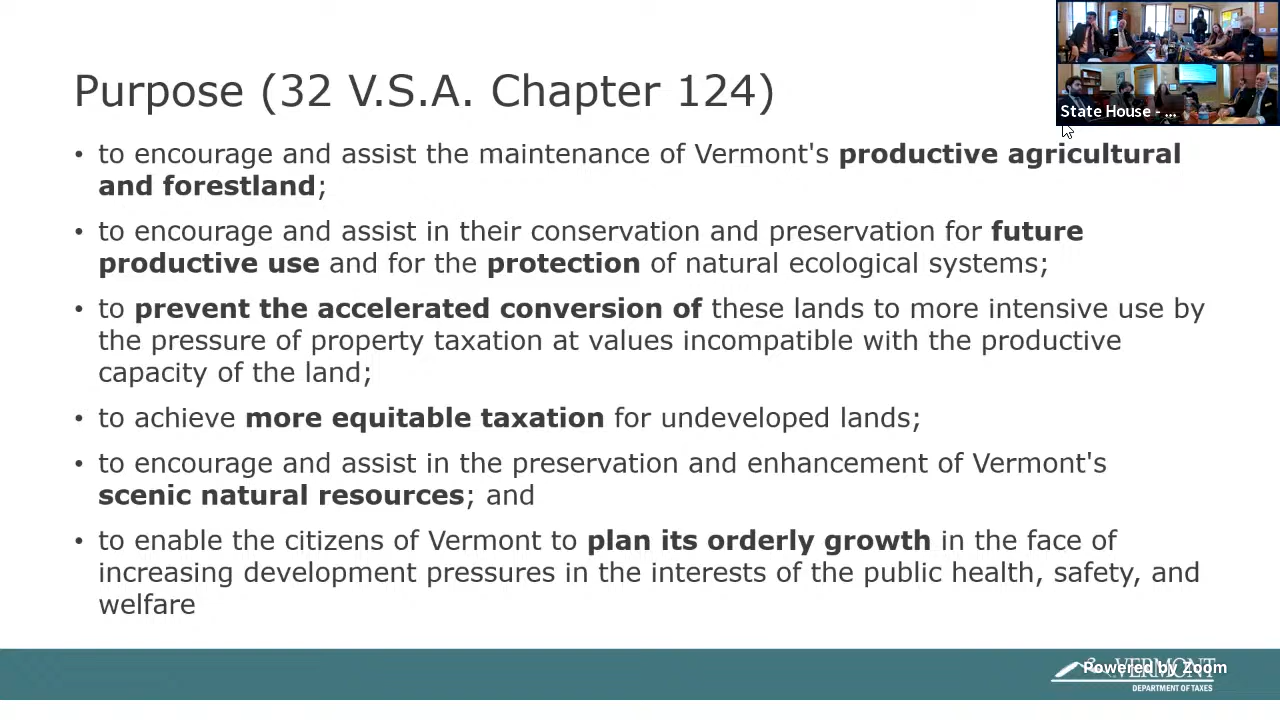 Purpose (32 V.S.A. Chapter 124)
State House - ...
• to encourage and assist the maintenance of Vermont's productive agricultural
and forestland;
• to encourage and assist in their conservation and preservation for future
productive use and for the protection of natural ecological systems;
• to prevent the accelerated conversion of these lands to more intensive use by
the pressure of property taxation at values incompatible with the productive
capacity of the land;
• to achieve more equitable taxation for undeveloped lands;
• to encourage and assist in the preservation and enhancement of Vermont's
scenic natural resources; and
• to enable the citizens of Vermont to plan its orderly growth in the face of
increasing development pressures in the interests of the public health, safety, and
welfare
VERMONT
Powered by Zoom
DEPARTMENT OF TAXES